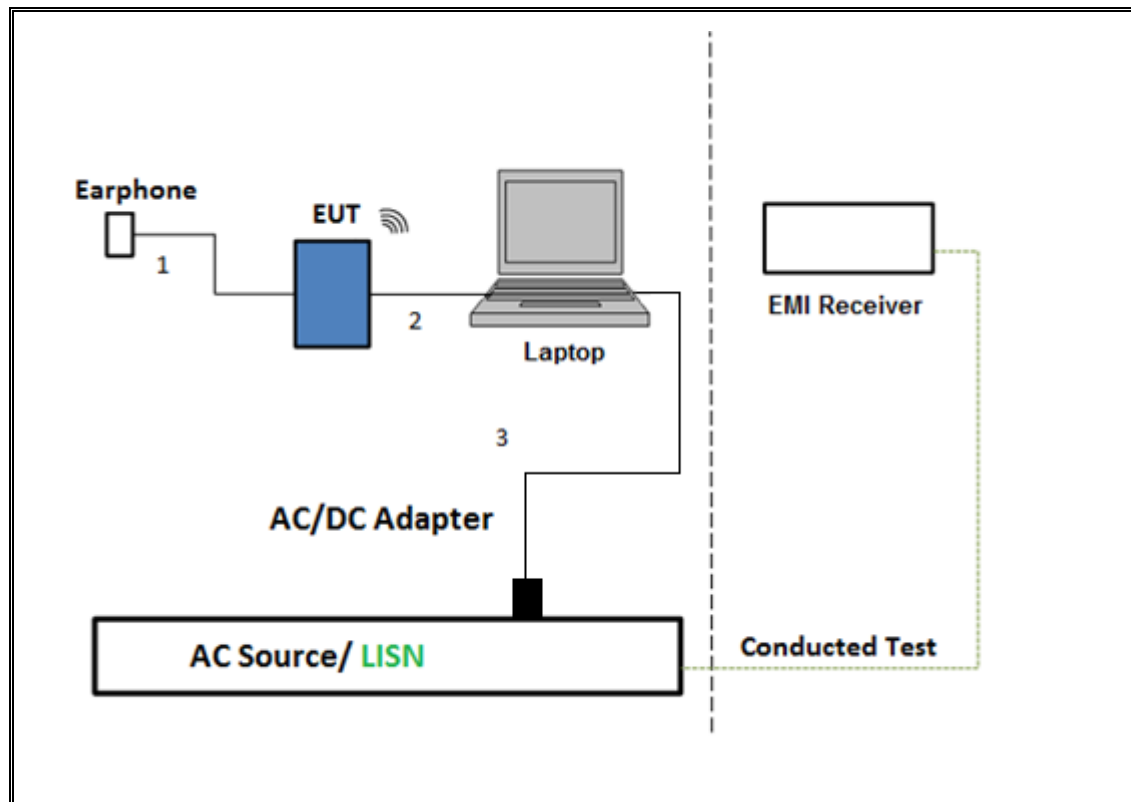 Earphone
EUT
1
2
Laptop
EMI Receiver
3
AC/DC Adapter
AC Source/ LISN
Conducted Test